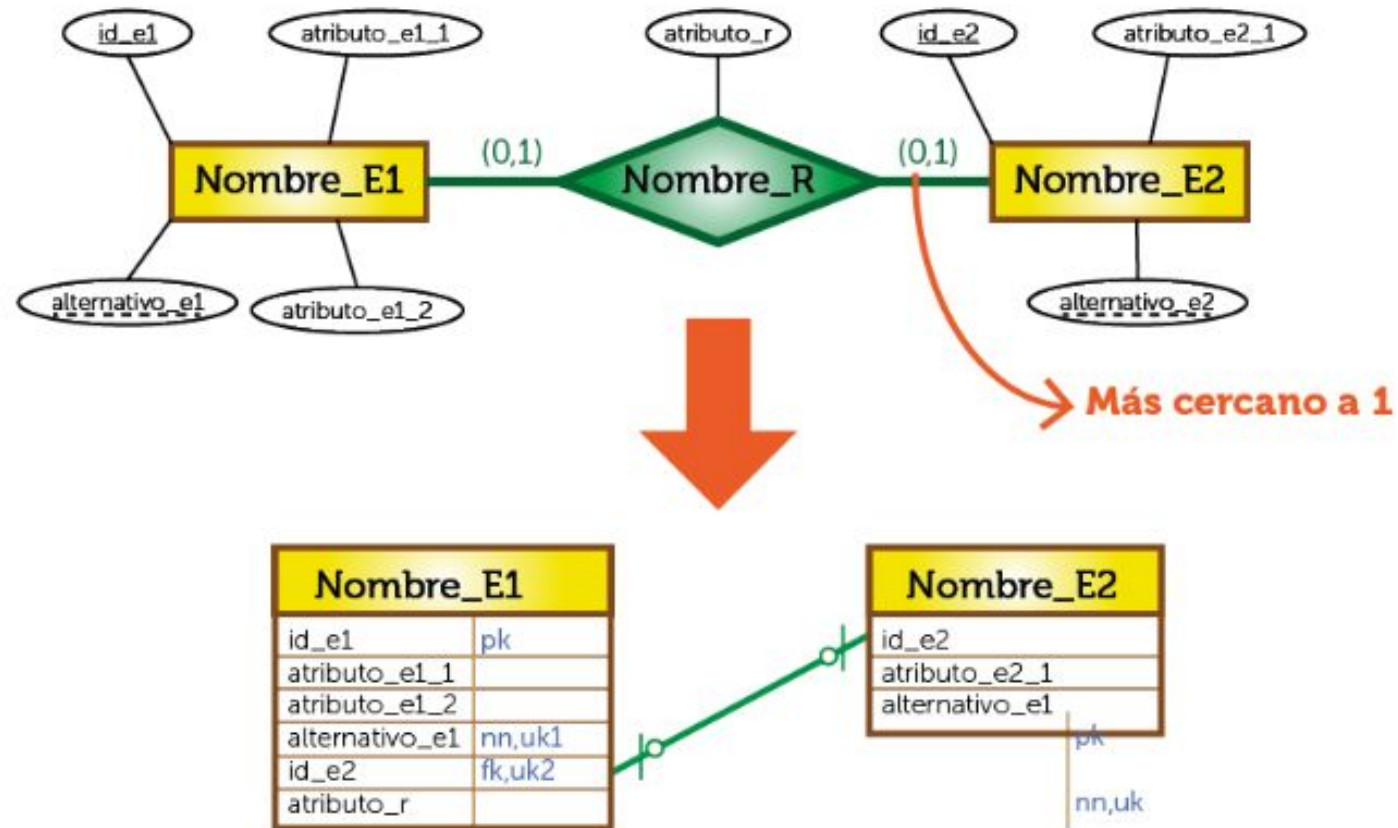 id_e1
atributo_e1_1
atributo_r
id_e2
atributo_e2_1
(0,1)
(0,1)
Nombre_E1
Nombre_R
Nombre_E2
alternativo_e1
atributo_e1_2
alternativo_e2
Más cercano a 1
Nombre_E1
id_e1 pk
atributo_e1_1
atributo_e1_2
alternativo_e1 nn,uk1
id_e2 fk,uk2
atributo_r
Nombre_E2
id_e2
atributo_e2_1
alternativo_e1
pk
nn,uk